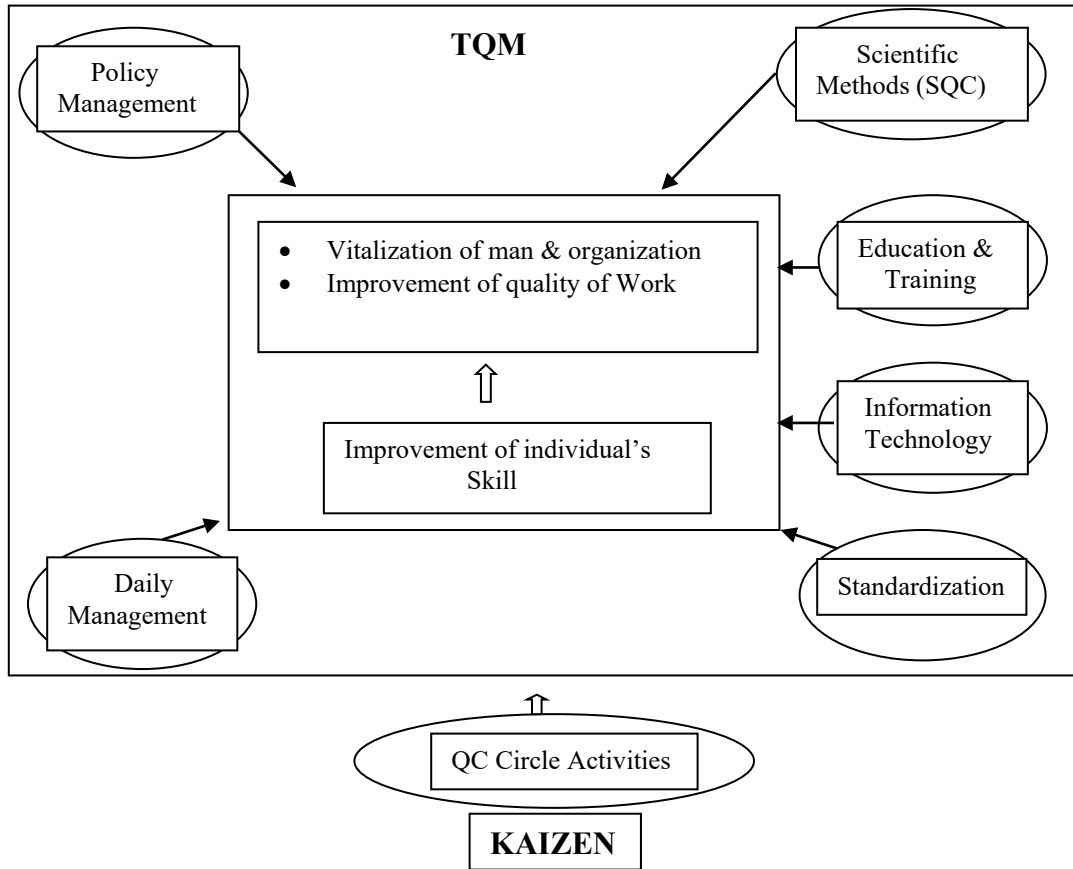 TQM
Policy
Management
Scientific
Methods (SQC)
• Vitalization of man & organization
• Improvement of quality of Work
Education &
Training
Improvement of individual’s
Skill
Information
Technology
Daily
Management
Standardization
QC Circle Activities
KAIZEN